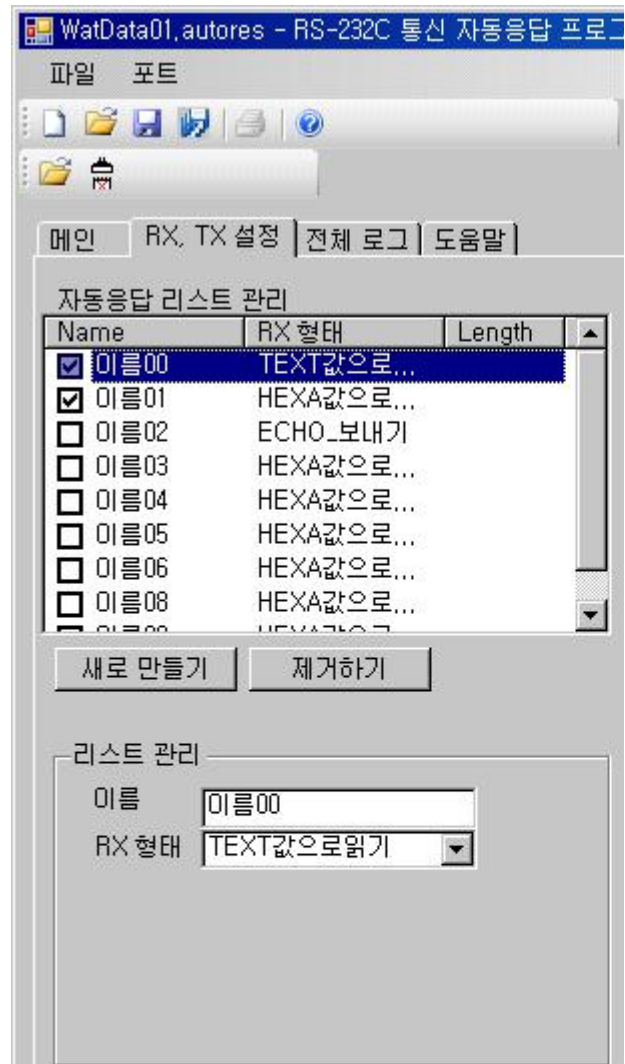 WatData01.autores - RS-232C 통신 자동응답 프로그
파일 포트
메인 RX, TX 설정 전체 로그 도움말
자동응답 리스트 관리
Name RX 형태 Length
이름00 TEXT값으로...
이름01 HEXA값으로...
이름02 ECHO_보내기
이름03 HEXA값으로...
이름04 HEXA값으로...
이름05 HEXA값으로...
이름06 HEXA값으로...
이름08 HEXA값으로...
새로 만들기 제거하기
리스트 관리
이름 이름00
RX 형태 TEXT값으로읽기